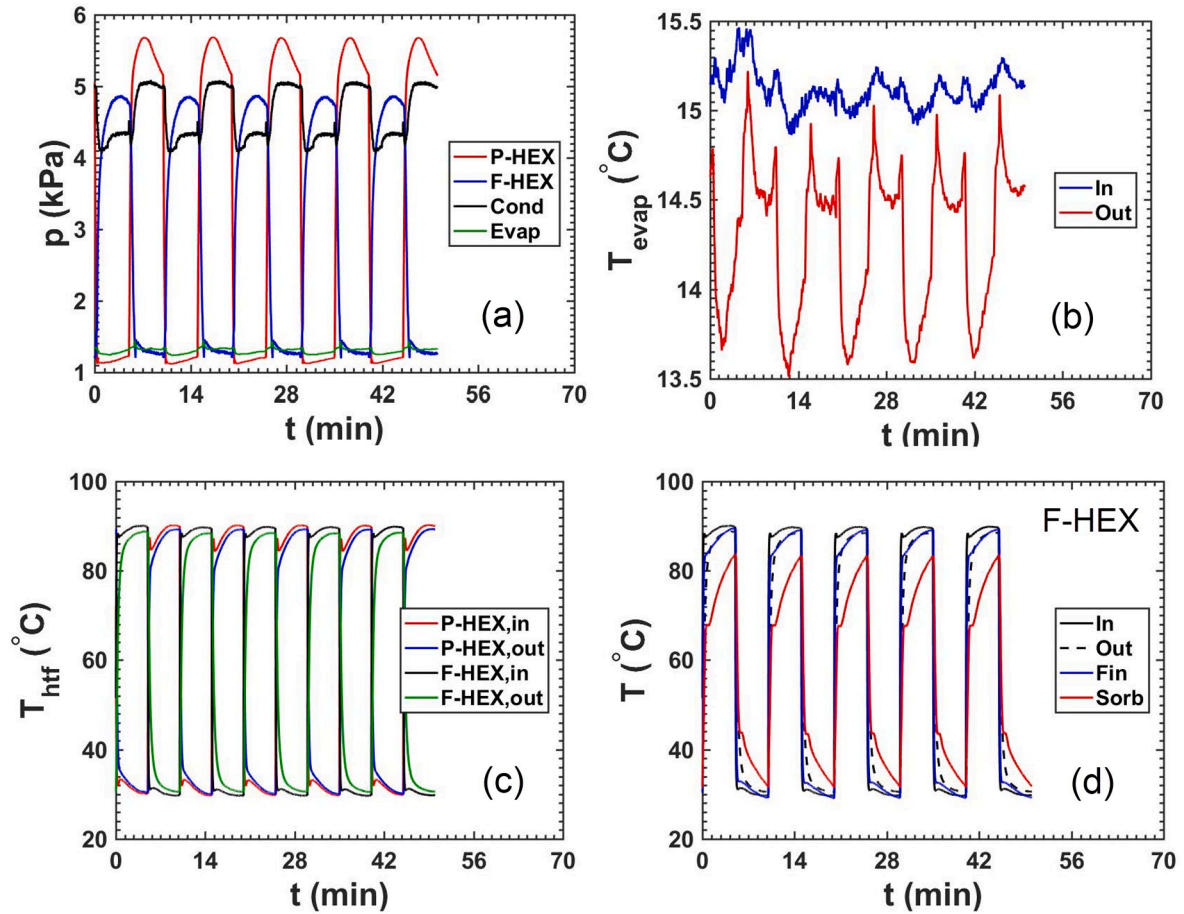 6
5
4
3
2
1
p (kPa)
P-HEX
F-HEX
Cond
Evap
(a)
0 14 28 42 56 70
t (min)
15.5
15
14.5
14
13.5
T_evap (°C)
In
Out
(b)
0 14 28 42 56 70
t (min)
100
80
60
40
20
T_htf (°C)
P-HEX,in
P-HEX,out
F-HEX,in
F-HEX,out
(c)
0 14 28 42 56 70
t (min)
100
80
60
40
20
T (°C)
F-HEX
In
Out
Fin
Sorb
(d)
0 14 28 42 56 70
t (min)